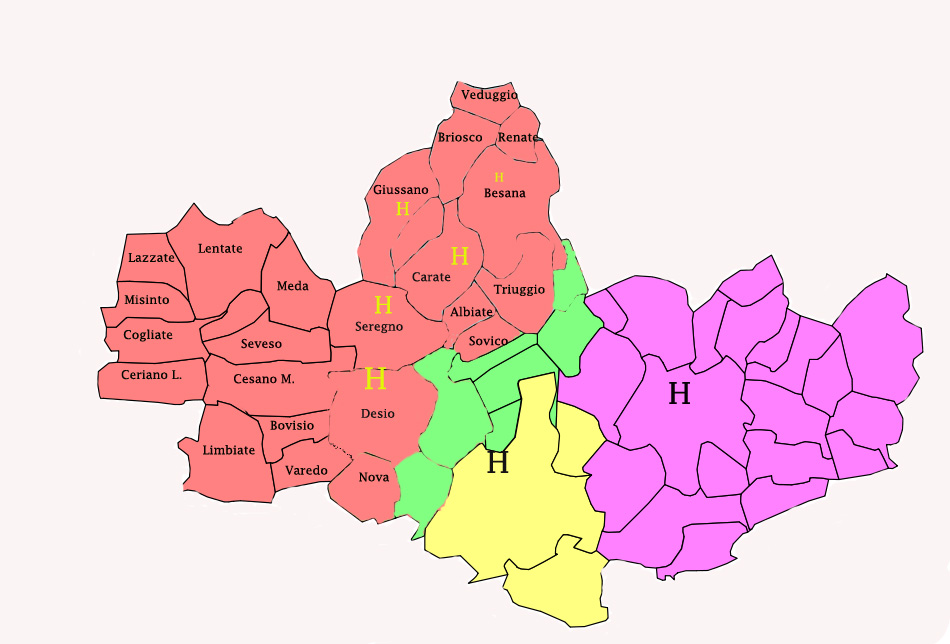 Veduggio
Briosco
Renate
H
Besana
Giussano
H
Lentate
Lazzate
H
Carate
Meda
Triuggio
Misinto
H
Seregno
Albiate
Cogliate
Seveso
Sovico
Ceriano L.
Cesano M.
H
Desio
H
Bovisio
Limbiate
Varedo
Nova
H